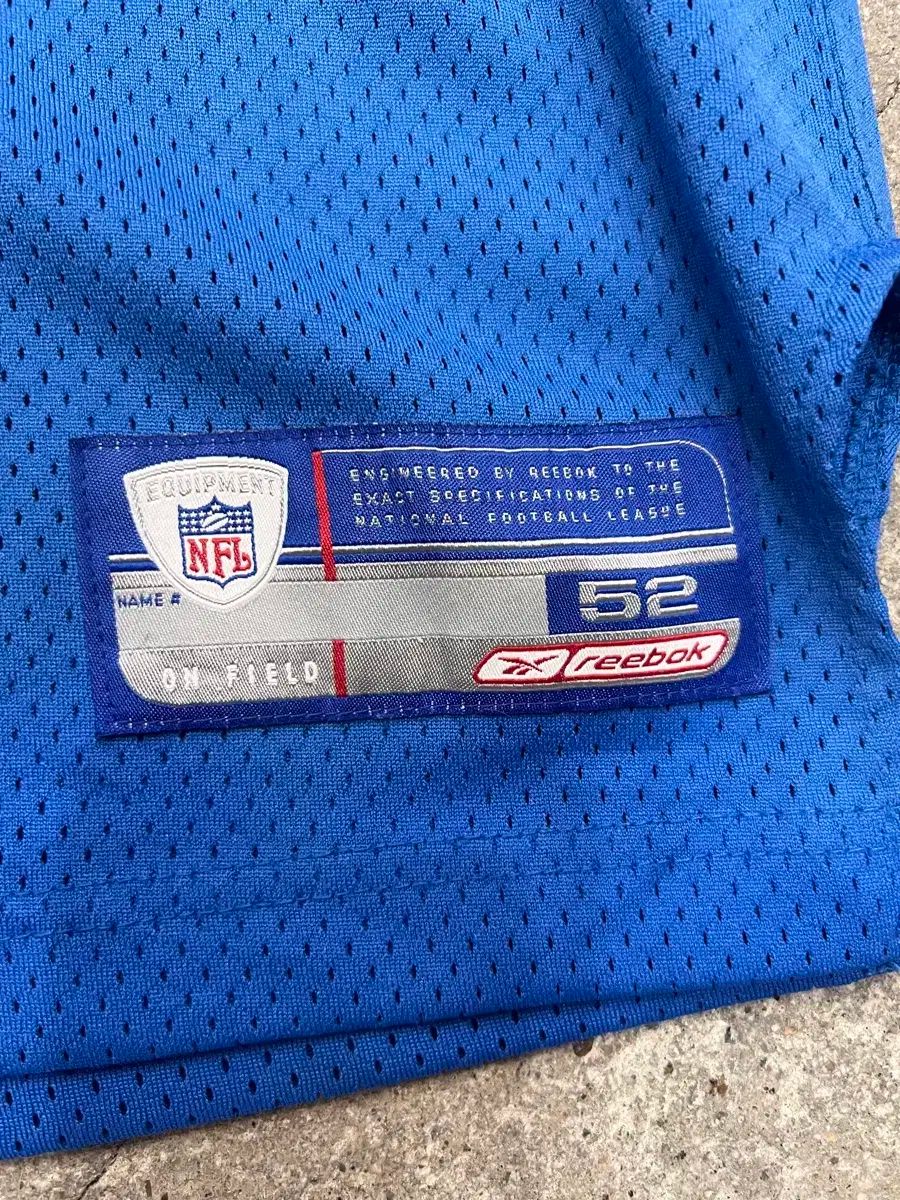 EQUIPMENT
NFL
ENGINEERED BY REEBOK TO THE
EXACT SPECIFICATIONS OF THE
NATIONAL FOOTBALL LEAGUE
NAME #
52
ON FIELD
reebok